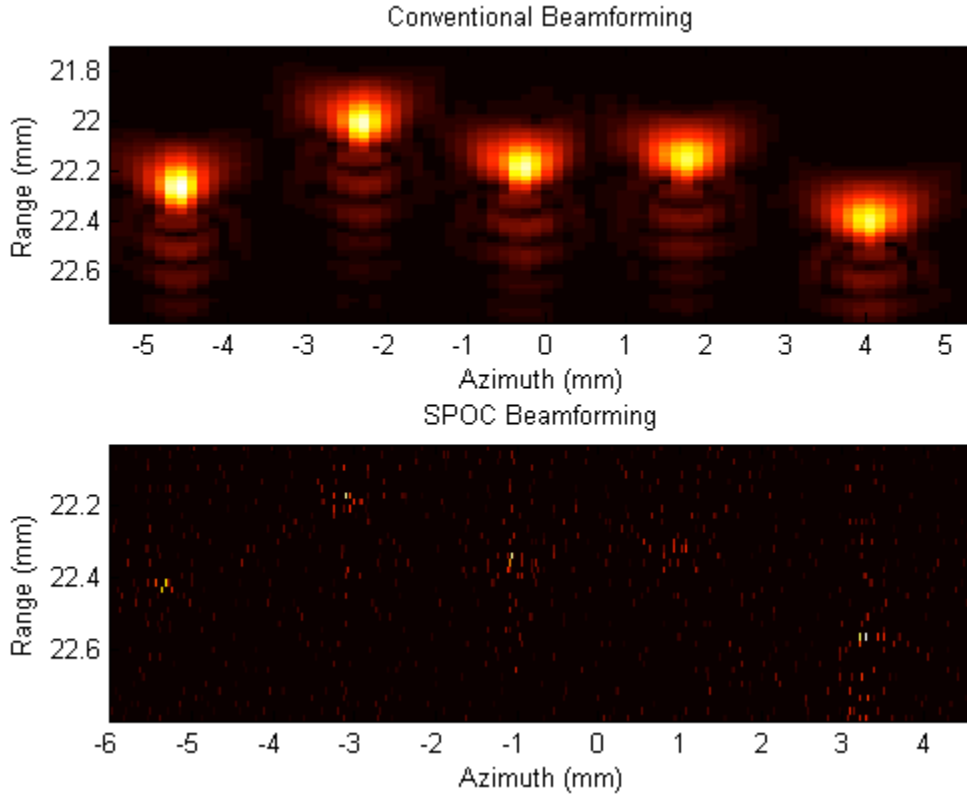 Conventional Beamforming
21.8
22
22.2
22.4
22.6
Range (mm)
-5 -4 -3 -2 -1 0 1 2 3 4 5
Azimuth (mm)
SPOC Beamforming
22.2
22.4
22.6
Range (mm)
-6 -5 -4 -3 -2 -1 0 1 2 3 4
Azimuth (mm)